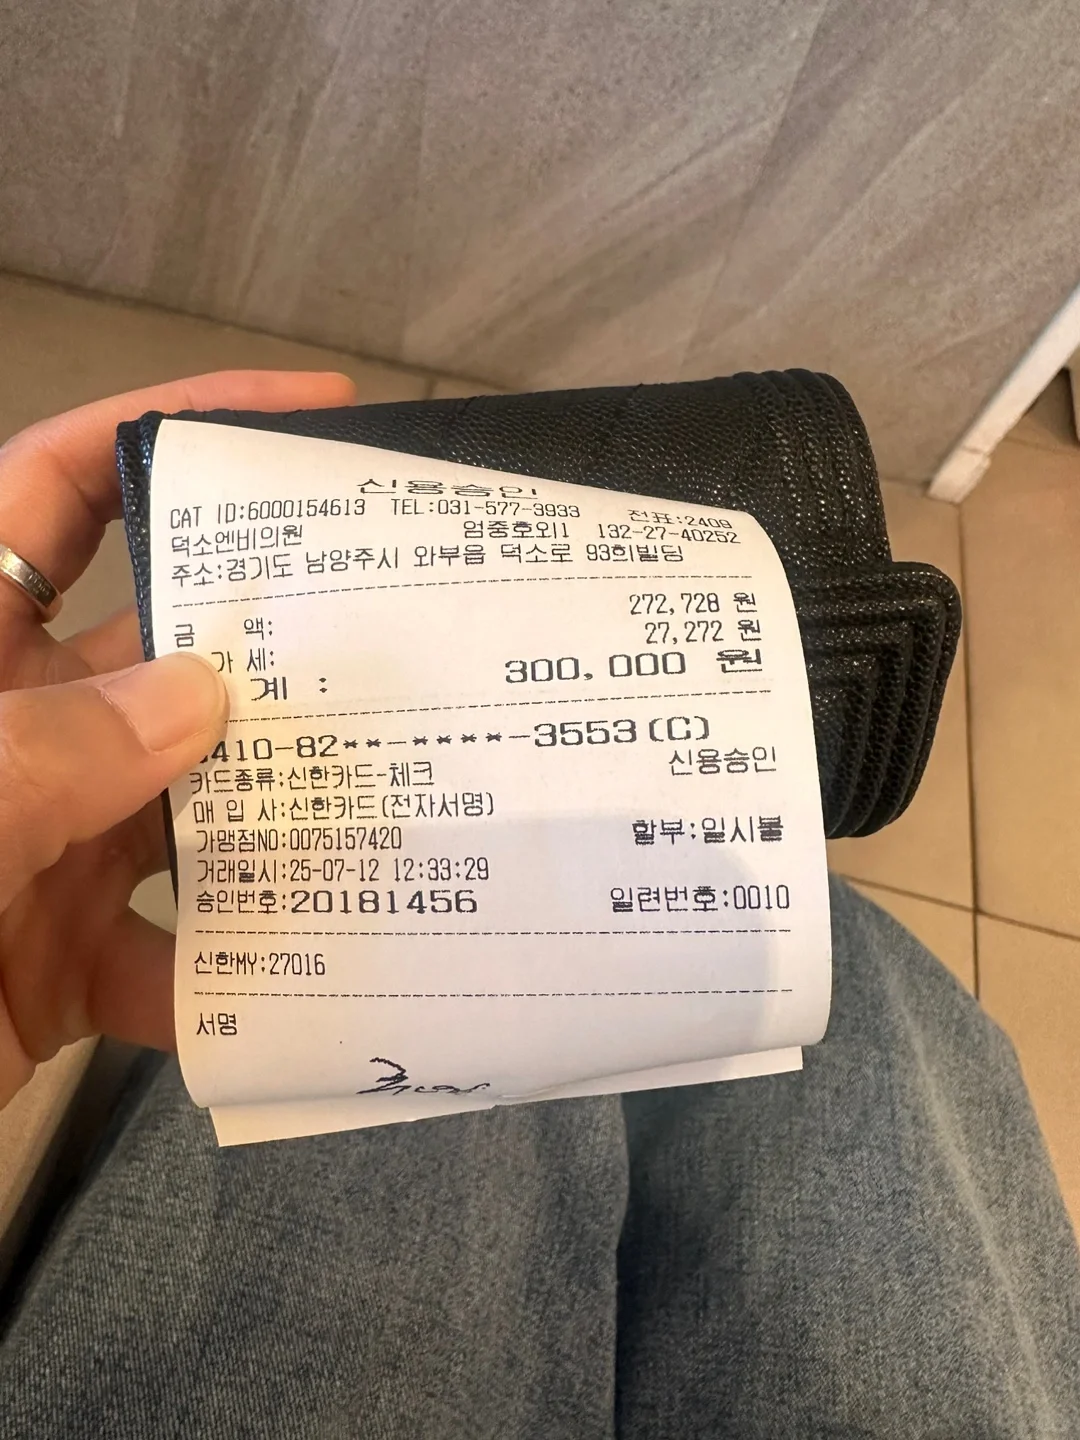 신용승인
CAT ID:6000154613 TEL:031-577-3933 전표:2409
덕소엔비의원 엄중호외1 132-27-40252
주소:경기도 남양주시 와부읍 덕소로 93희빌딩
금 액: 272,728 원
가 세: 27,272 원
계 : 300,000 원
410-82**-****-3553(C)
카드종류:신한카드-체크 신용승인
매 입 사:신한카드(전자서명)
가맹점NO:0075157420 할부:일시불
거래일시:25-07-12 12:33:29
승인번호:20181456 일련번호:0010
신한MY:27016
서명